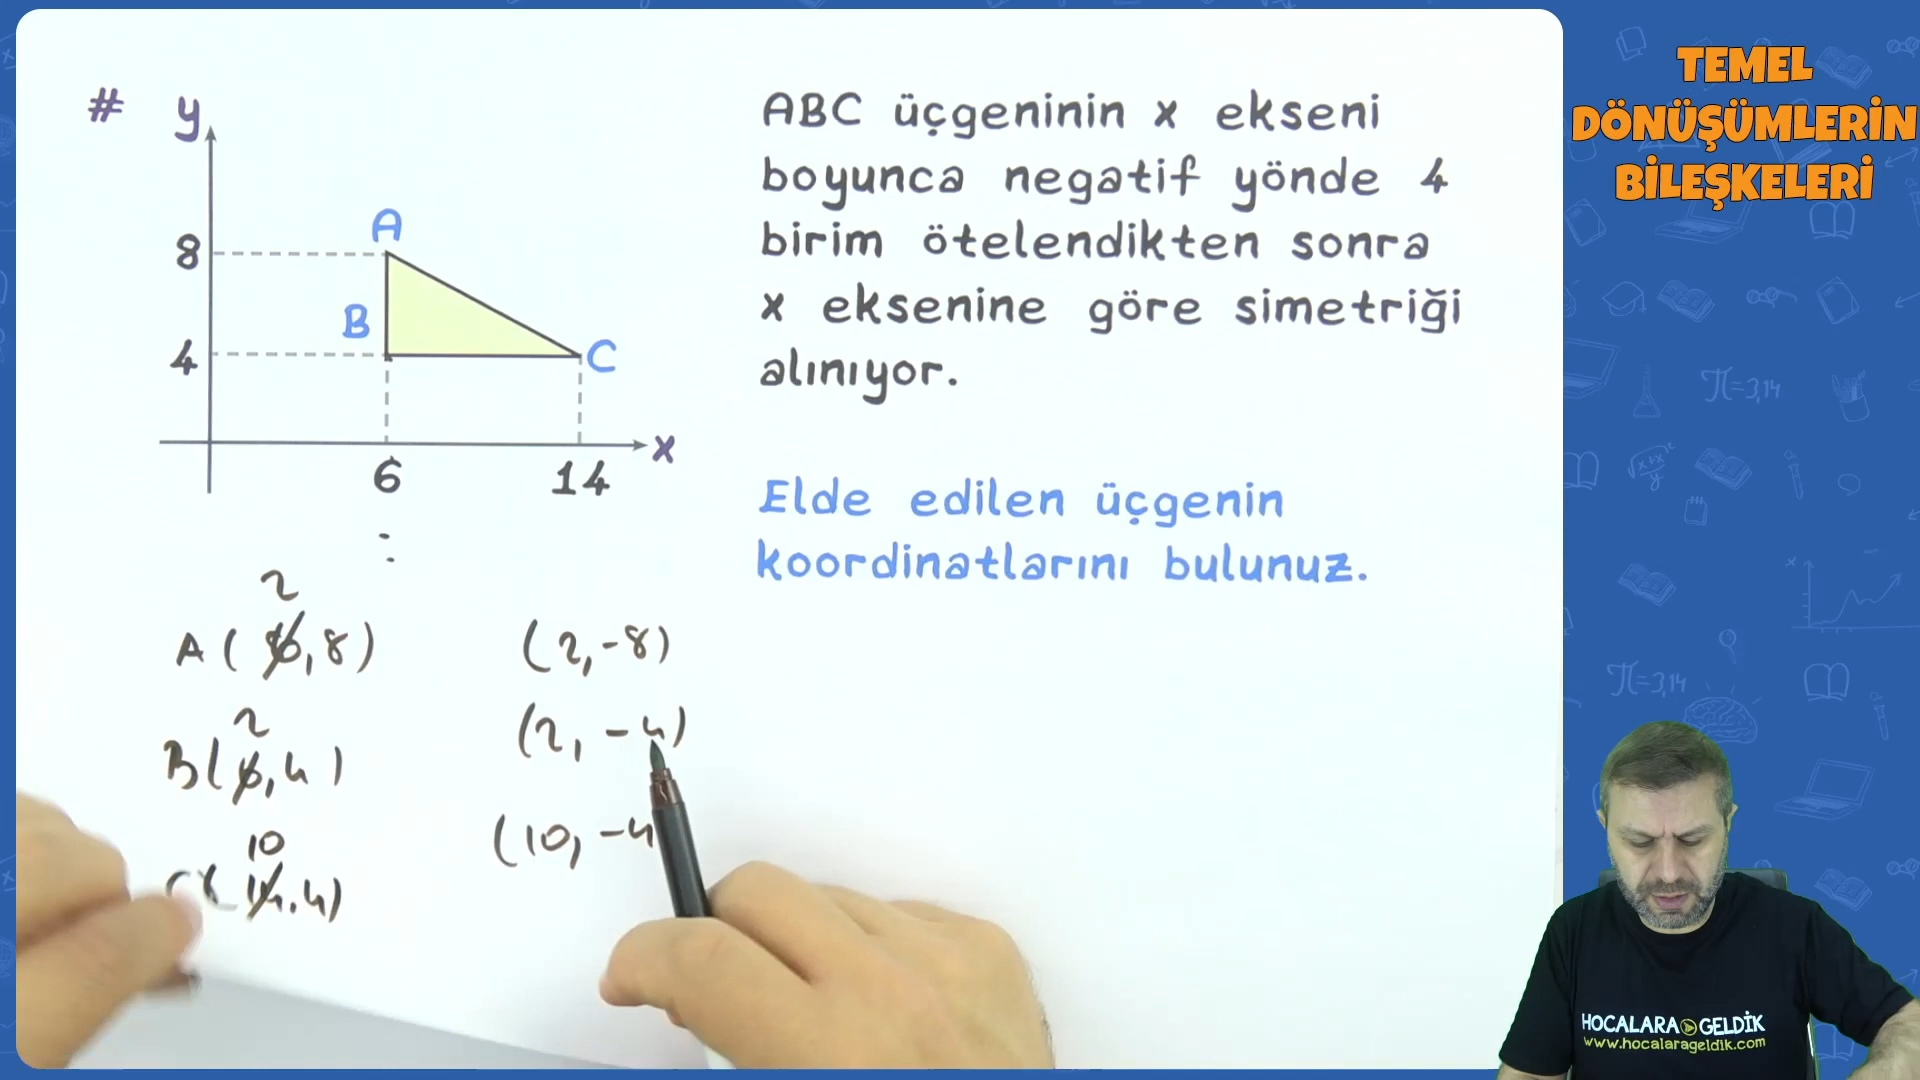 TEMEL
DÖNÜŞÜMLERİN
BİLEŞKELERİ
# y
8
4
A
B
C
x
6
14
ABC üçgeninin x ekseni
boyunca negatif yönde 4
birim ötelendikten sonra
x eksenine göre simetriği
alınıyor.
Elde edilen üçgenin
koordinatlarını bulunuz.
2
A ( 6, 8 )
(2, -8)
2
B ( 6, 4 )
(2, -4)
10
C ( 14, 4 )
(10, -4
π=3,14
π=3,14
HOCALARA GELDİK
www.hocalarageldik.com